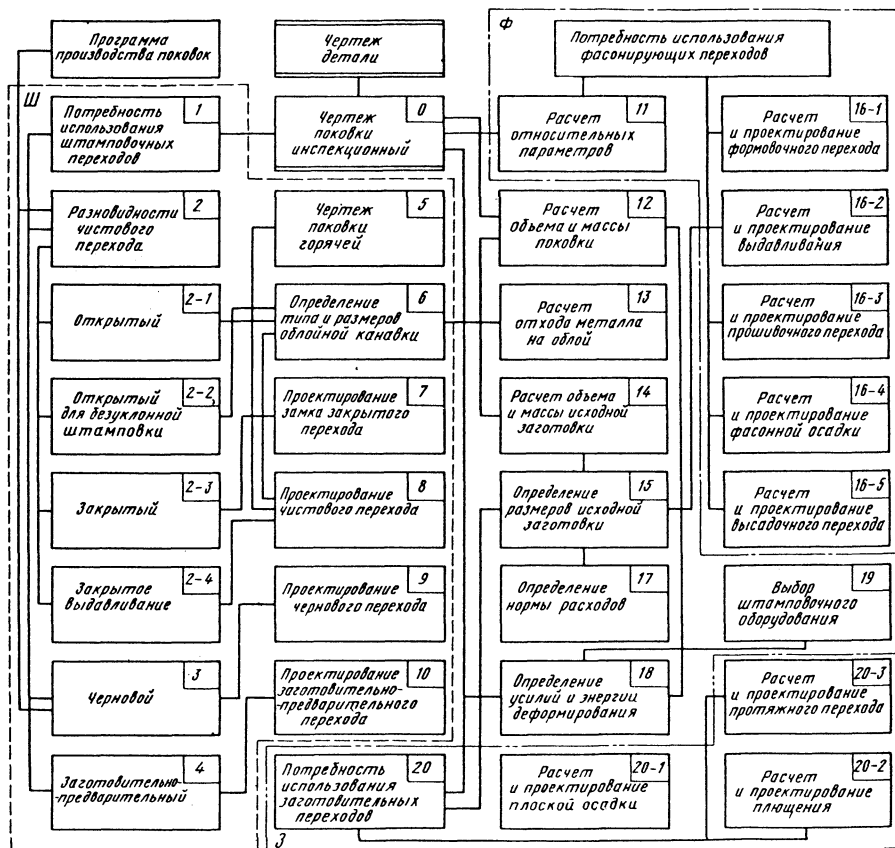 Программа
производства поковок
Чертеж
детали
Ф
Потребность использования
фасонирующих переходов
Ш
1
Потребность
использования
штамповочных
переходов
0
Чертеж
поковки
инспекционный
11
Расчет
относительных
параметров
16-1
Расчет
и проектирование
формовочного перехода
2
Разновидности
чистового
перехода
5
Чертеж
поковки
горячей
12
Расчет
объема и массы
поковки
16-2
Расчет
и проектирование
выдавливания
2-1
Открытый
6
Определение
типа и размеров
облойной канавки
13
Расчет
отхода металла
на облой
16-3
Расчет
и проектирование
прошивочного перехода
2-2
Открытый
для безуклонной
штамповки
7
Проектирование
замка закрытого
перехода
14
Расчет объема
и массы исходной
заготовки
16-4
Расчет
и проектирование
фасонной осадки
2-3
Закрытый
8
Проектирование
чистового перехода
15
Определение
размеров исходной
заготовки
16-5
Расчет
и проектирование
высадочного перехода
2-4
Закрытое
выдавливание
9
Проектирование
чернового перехода
17
Определение
нормы расходов
19
Выбор
штамповочного
оборудования
3
Черновой
10
Проектирование
заготовительно-
-предварительного
перехода
18
Определение
усилий и энергии
деформирования
20-3
Расчет
и проектирование
протяжного перехода
4
Заготовительно-
-предварительный
20
Потребность
использования
заготовительных
переходов
20-1
Расчет
и проектирование
плоской осадки
20-2
Расчет
и проектирование
плющения
З